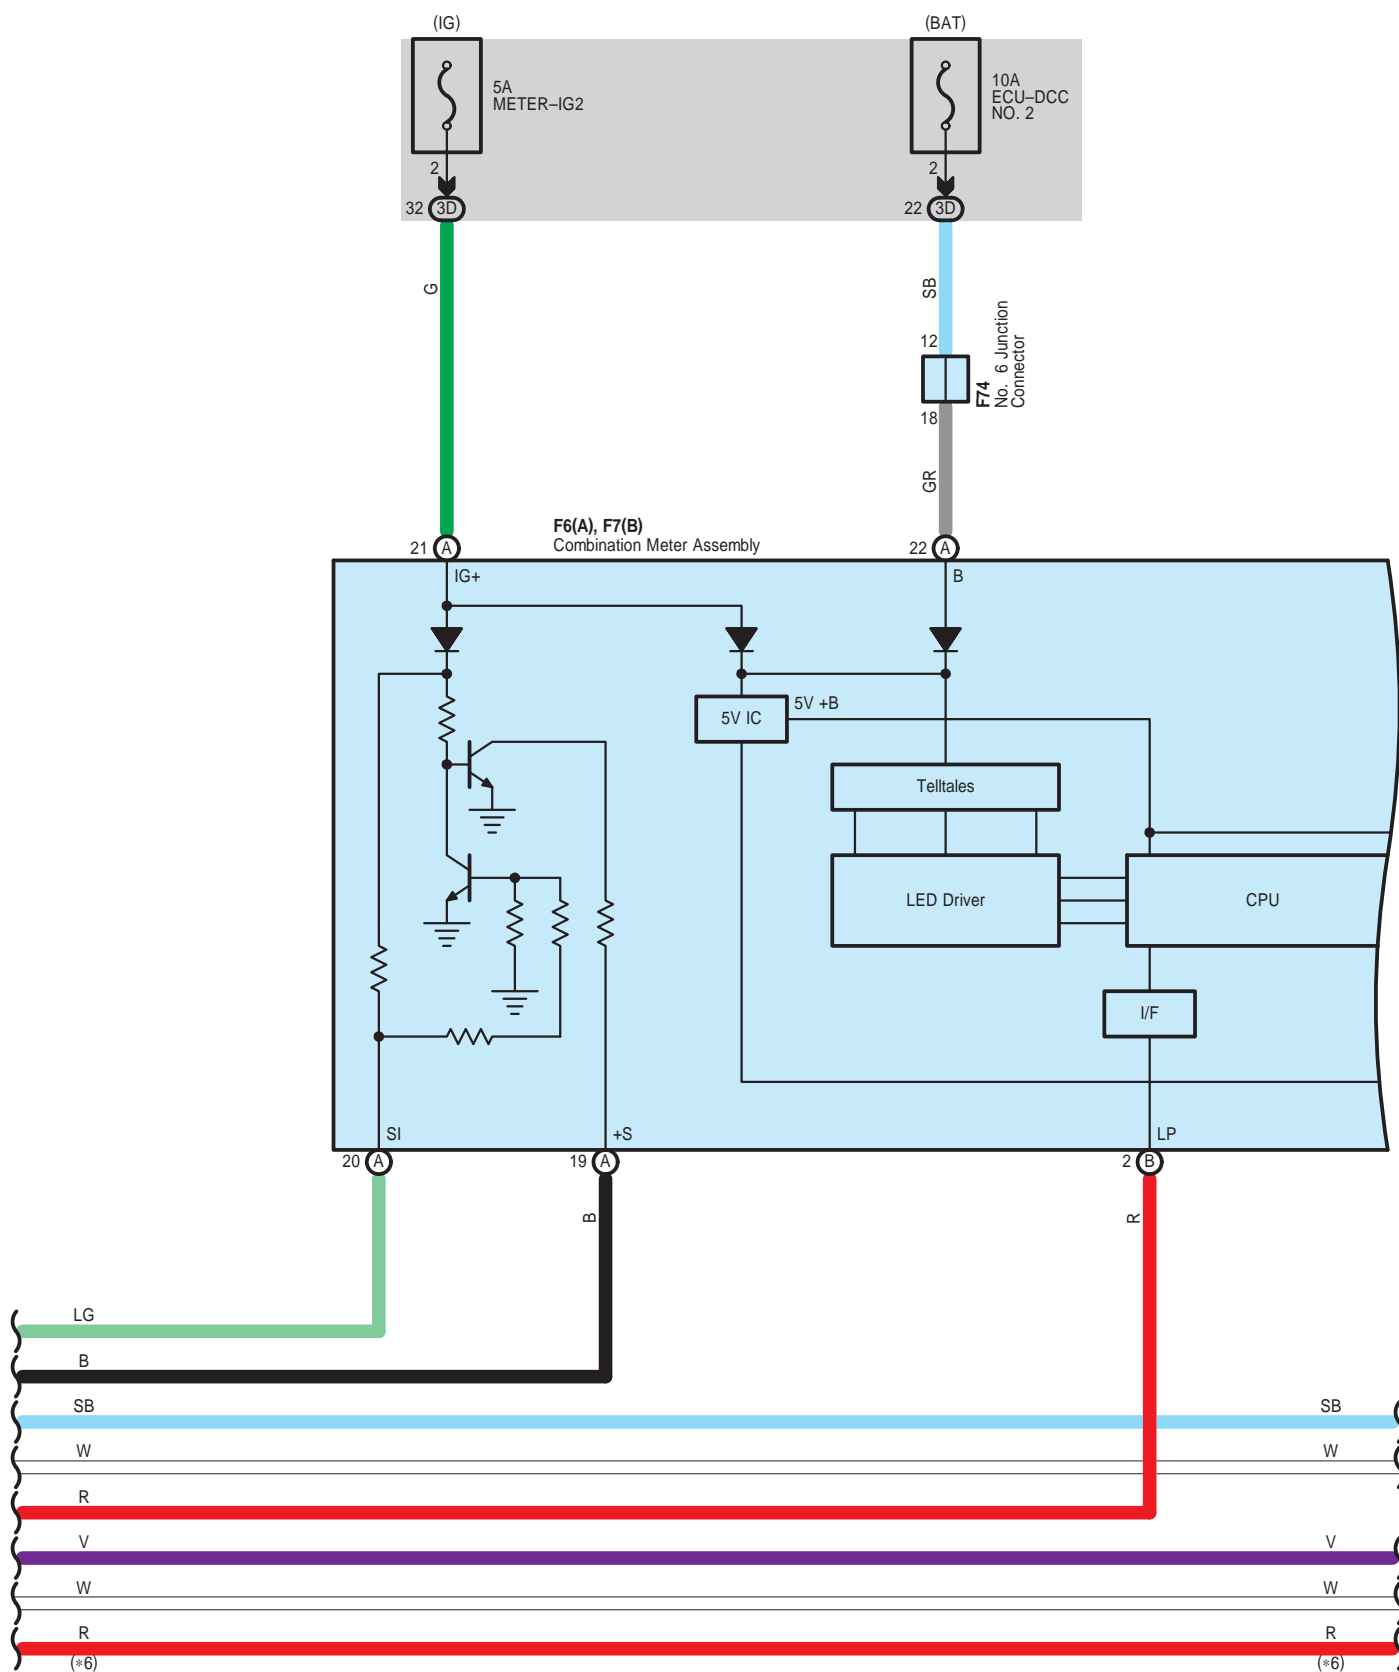 (IG)
(BAT)
5A
METER–IG2
10A
ECU–DCC
NO. 2
2
2
32 3D
22 3D
G
SB
12
F74
No. 6 Junction
Connector
18
GR
F6(A), F7(B)
Combination Meter Assembly
21 A
22 A
IG+
B
5V IC
5V +B
Telltales
LED Driver
CPU
I/F
SI
+S
LP
20 A
19 A
2 B
B
R
LG
B
SB
SB
W
W
R
V
V
W
W
R
R
(*6)
(*6)